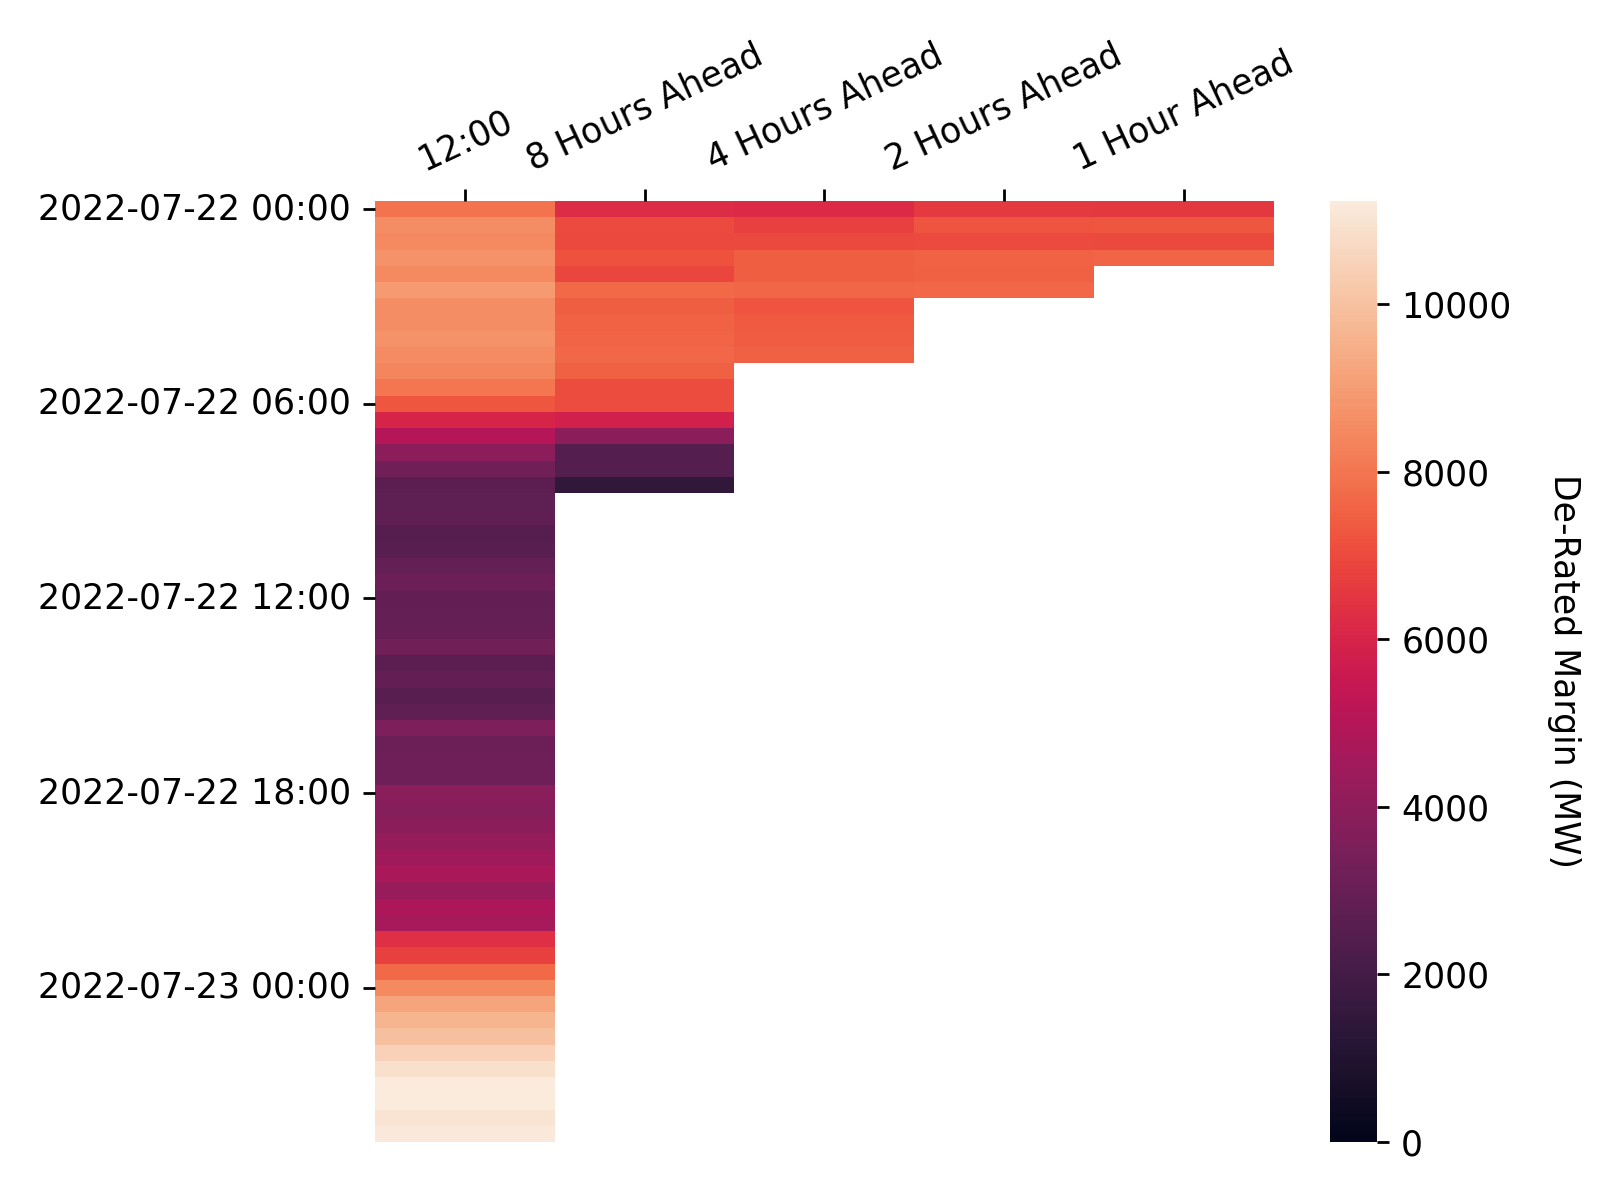 12:00
8 Hours Ahead
4 Hours Ahead
2 Hours Ahead
1 Hour Ahead
2022-07-22 00:00
2022-07-22 06:00
2022-07-22 12:00
2022-07-22 18:00
2022-07-23 00:00
10000
8000
6000
4000
2000
0
De-Rated Margin (MW)